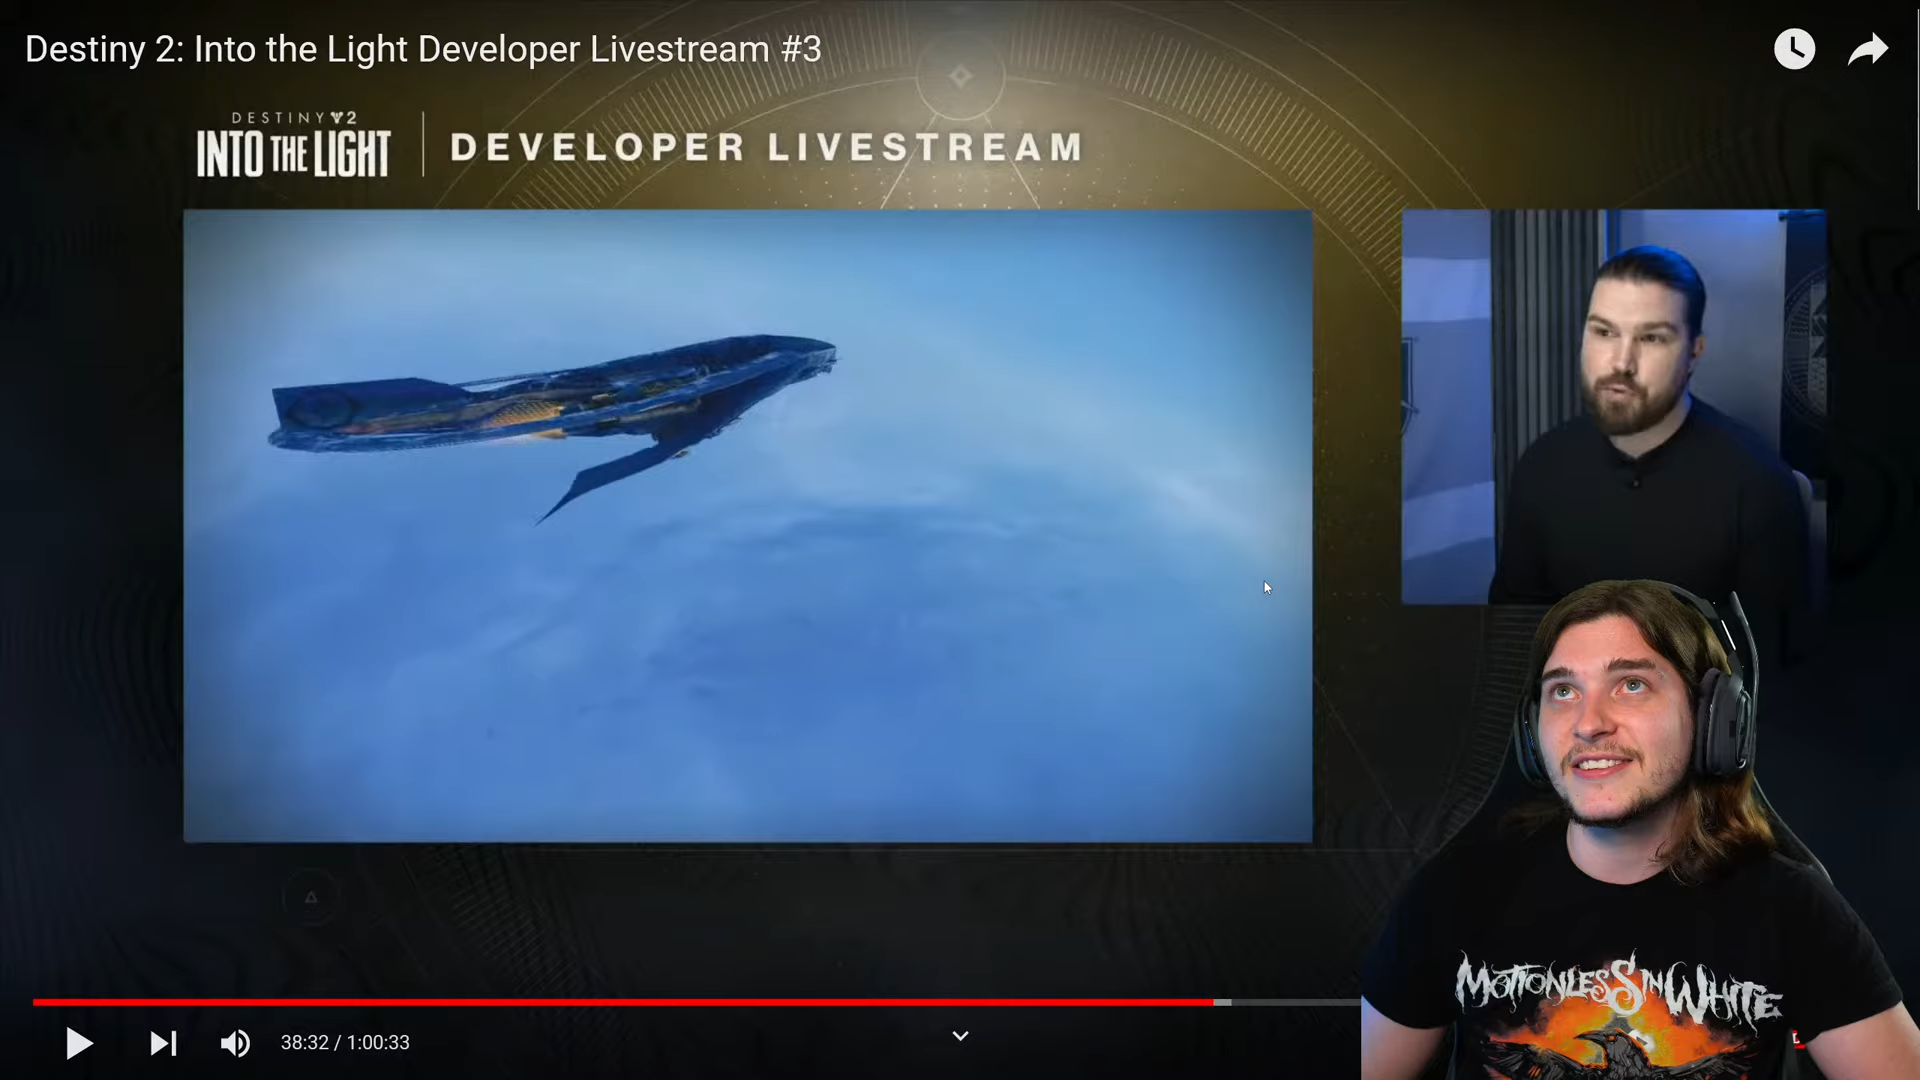 Destiny 2: Into the Light Developer Livestream #3
DESTINY 2
INTO THE LIGHT
DEVELOPER LIVESTREAM
38:32 / 1:00:33
MOTIONLESS IN WHITE